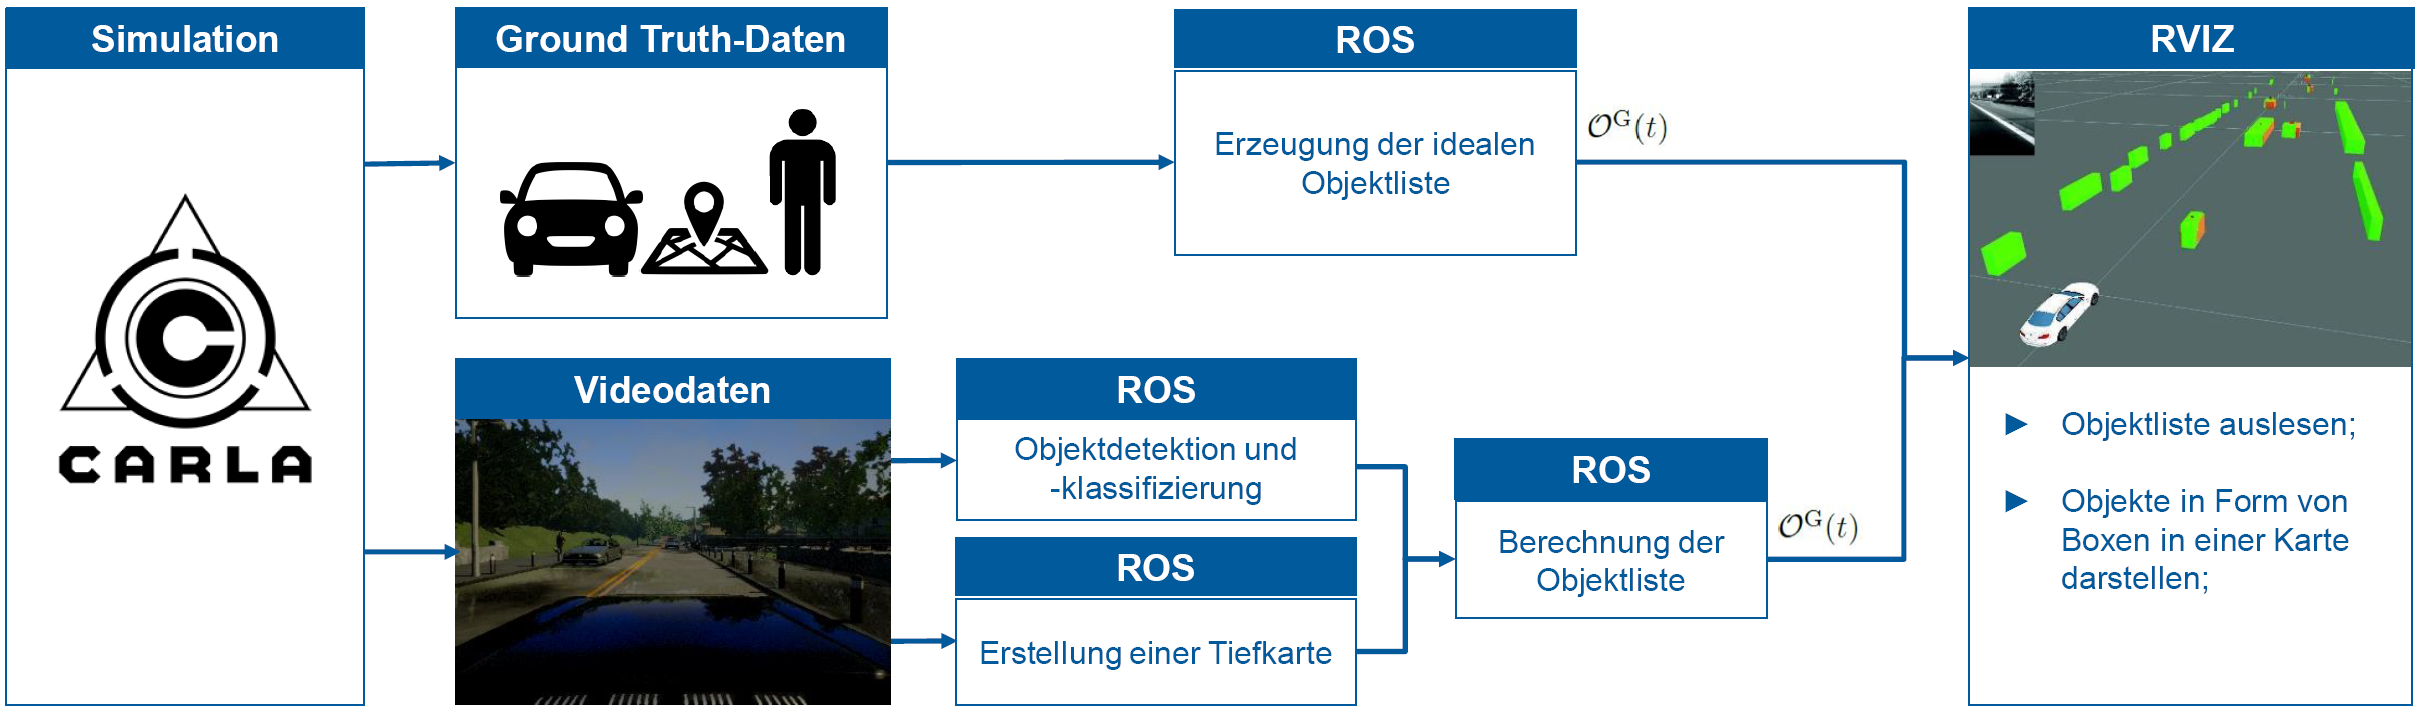 Simulation
CARLA
Ground Truth-Daten
ROS
Erzeugung der idealen
Objektliste
𝒪ᴳ(t)
Videodaten
ROS
Objektdetektion und
-klassifizierung
ROS
Erstellung einer Tiefkarte
ROS
Berechnung der
Objektliste
𝒪ᴳ(t)
RVIZ
► Objektliste auslesen;
► Objekte in Form von
Boxen in einer Karte
darstellen;